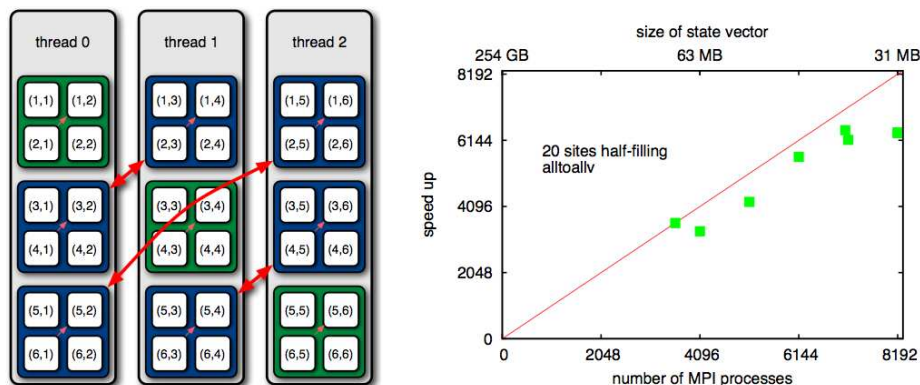 thread 0
thread 1
thread 2
(1,1) (1,2)
(2,1) (2,2)
(1,3) (1,4)
(2,3) (2,4)
(1,5) (1,6)
(2,5) (2,6)
(3,1) (3,2)
(4,1) (4,2)
(3,3) (3,4)
(4,3) (4,4)
(3,5) (3,6)
(4,5) (4,6)
(5,1) (5,2)
(6,1) (6,2)
(5,3) (5,4)
(6,3) (6,4)
(5,5) (5,6)
(6,5) (6,6)
size of state vector
254 GB 63 MB 31 MB
8192
6144
4096
2048
0
speed up
20 sites half-filling
alltoallv
0 2048 4096 6144 8192
number of MPI processes